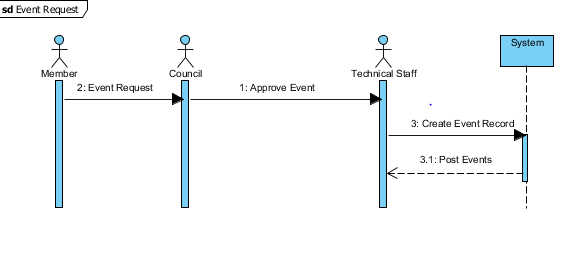 sd Event Request
System
Member
Council
Technical Staff
2: Event Request
1: Approve Event
3: Create Event Record
3.1: Post Events